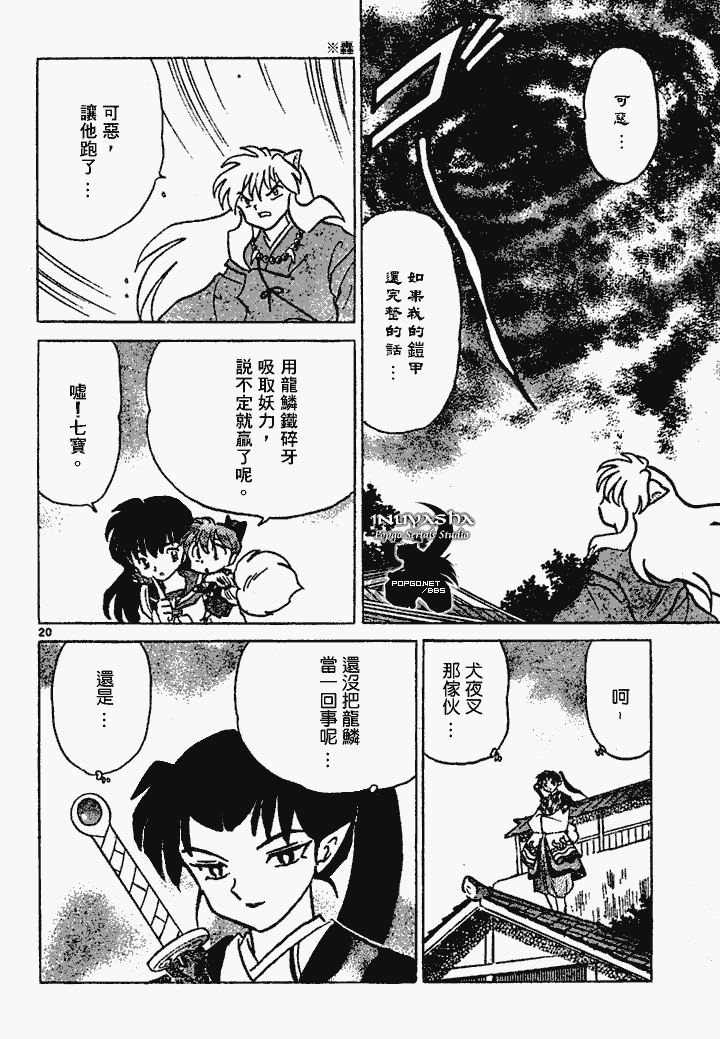 可惡…
如果我的鎧甲
還完整的話…
INUYASHA
Popgo Serials Studio
POPGO.NET
/BBS
※轟
可惡，
讓他跑了…
用龍鱗鐵碎牙
吸取妖力，
說不定就贏了呢。
噓！七寶。
20
呵~
犬夜叉
那傢伙…
還沒把龍鱗
當一回事呢…
還是…